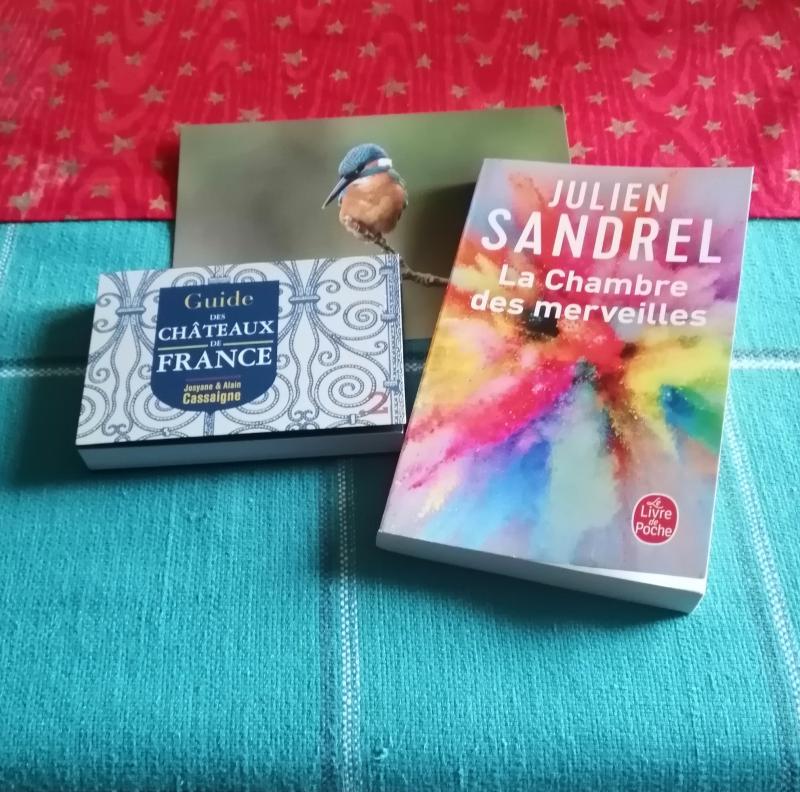 Guide
DES
CHÂTEAUX
DE
FRANCE
Josyane & Alain
Cassaigne
.2
JULIEN
SANDREL
La Chambre
des merveilles
Le
Livre
de
Poche